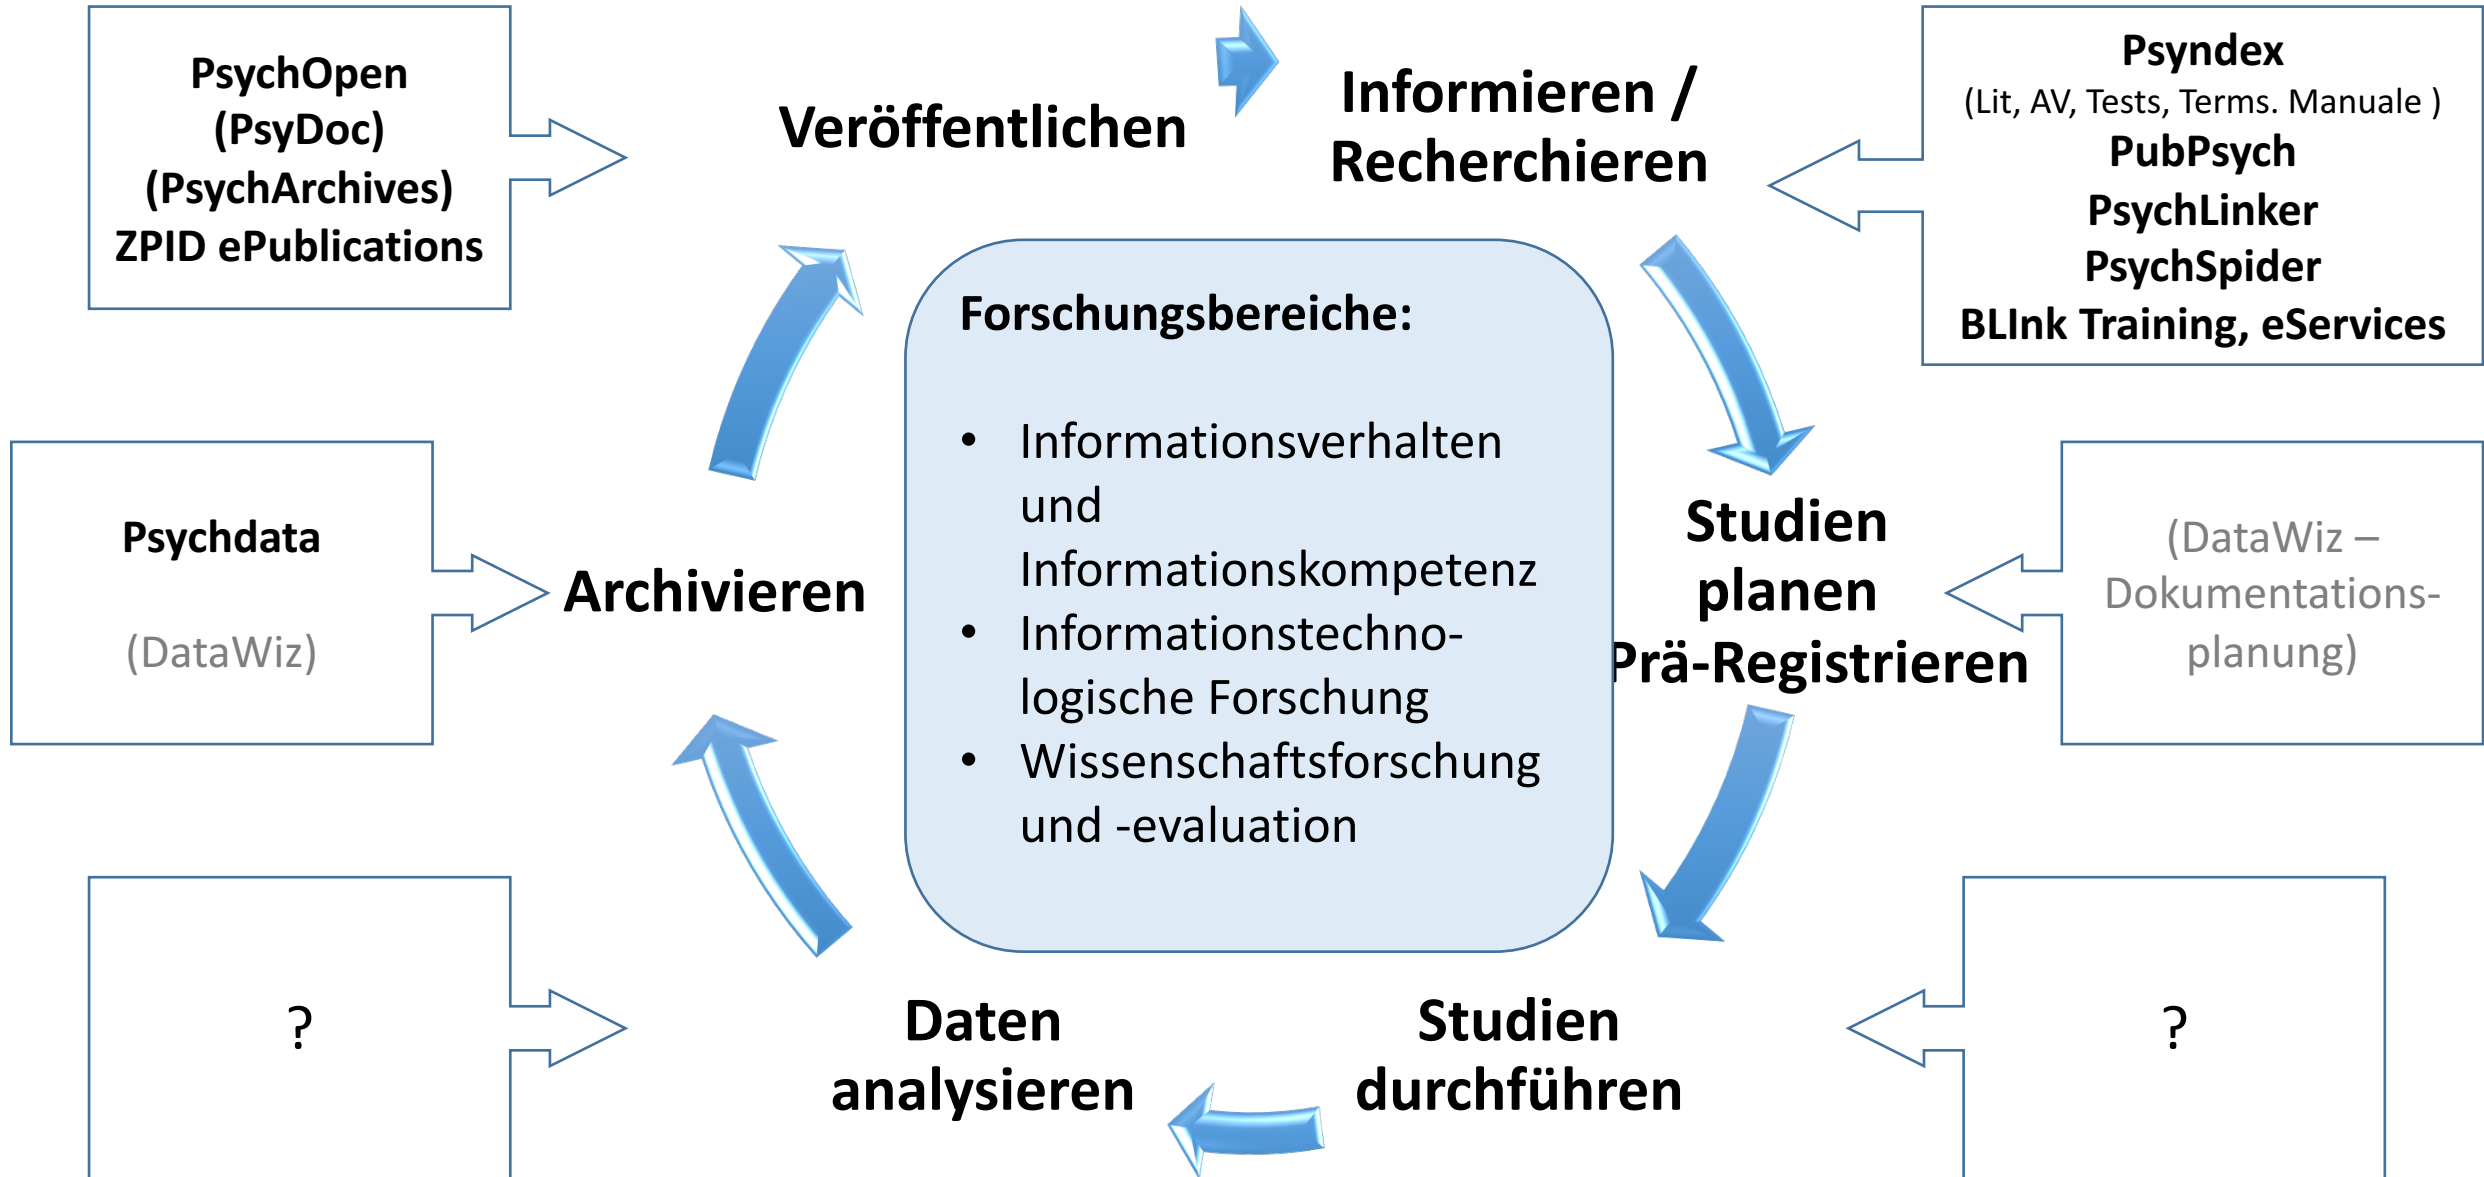 PsychOpen
(PsyDoc)
(PsychArchives)
ZPID ePublications
Veröffentlichen
Informieren /
Recherchieren
Psyndex
(Lit, AV, Tests, Terms. Manuale )
PubPsych
PsychLinker
PsychSpider
BLInk Training, eServices
Forschungsbereiche:
• Informationsverhalten
und
Informationskompetenz
• Informationstechno-
logische Forschung
• Wissenschaftsforschung
und -evaluation
Psychdata
(DataWiz)
Archivieren
Studien
planen
Prä-Registrieren
(DataWiz –
Dokumentations-
planung)
?
Daten
analysieren
Studien
durchführen
?